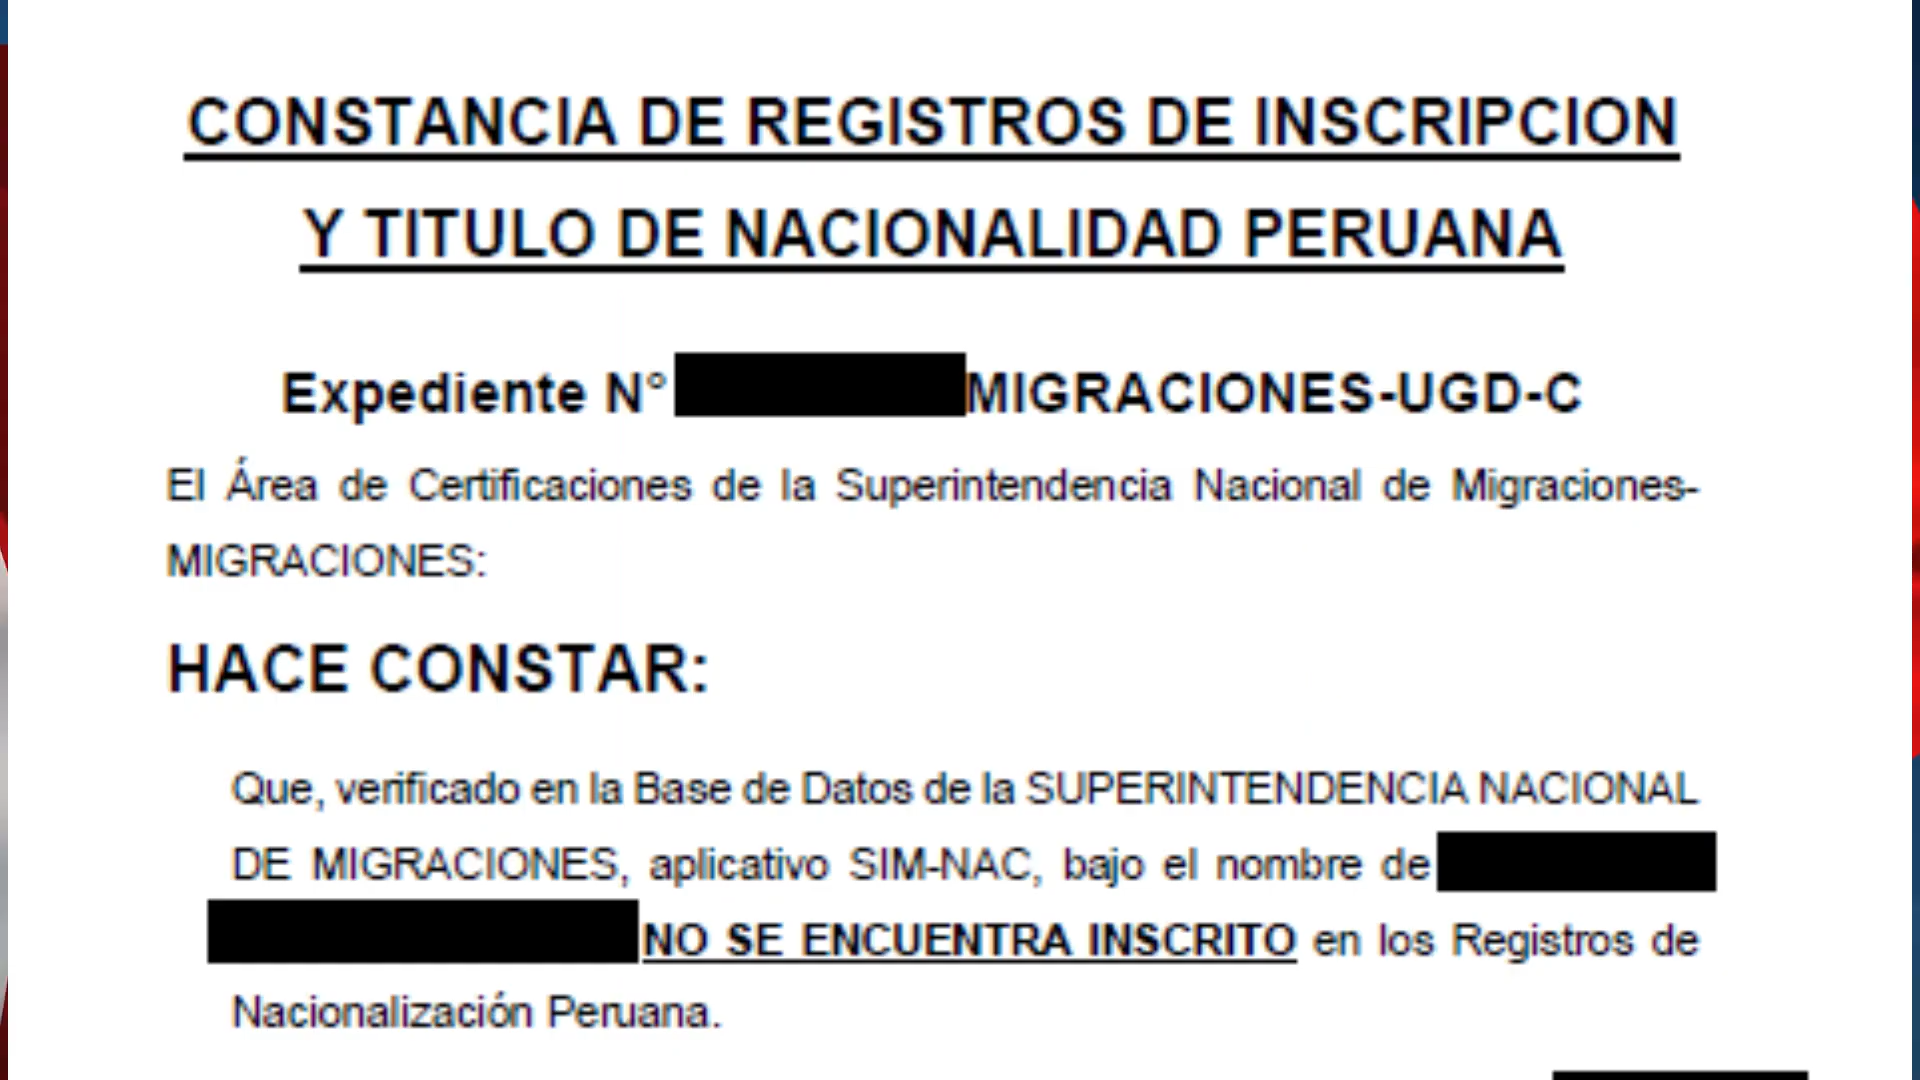 CONSTANCIA DE REGISTROS DE INSCRIPCION
Y TITULO DE NACIONALIDAD PERUANA
Expediente N° MIGRACIONES-UGD-C
El Área de Certificaciones de la Superintendencia Nacional de Migraciones-
MIGRACIONES:
HACE CONSTAR:
Que, verificado en la Base de Datos de la SUPERINTENDENCIA NACIONAL
DE MIGRACIONES, aplicativo SIM-NAC, bajo el nombre de
NO SE ENCUENTRA INSCRITO en los Registros de
Nacionalización Peruana.